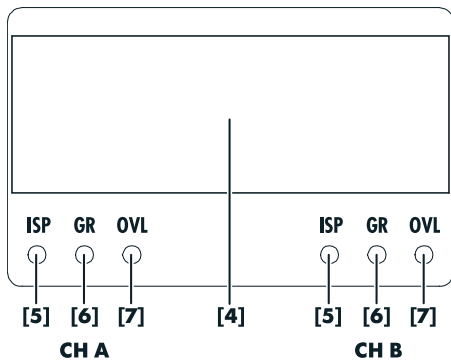 ISP GR OVL ISP GR OVL
[5] [6] [7] [4] [5] [6] [7]
CH A CH B